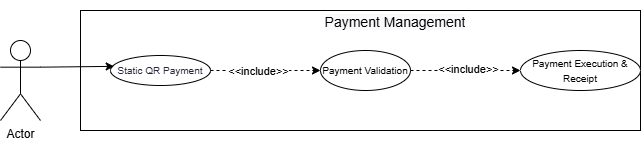 Payment Management
Static QR Payment
<<include>>
Payment Validation
<<include>>
Payment Execution &
Receipt
Actor